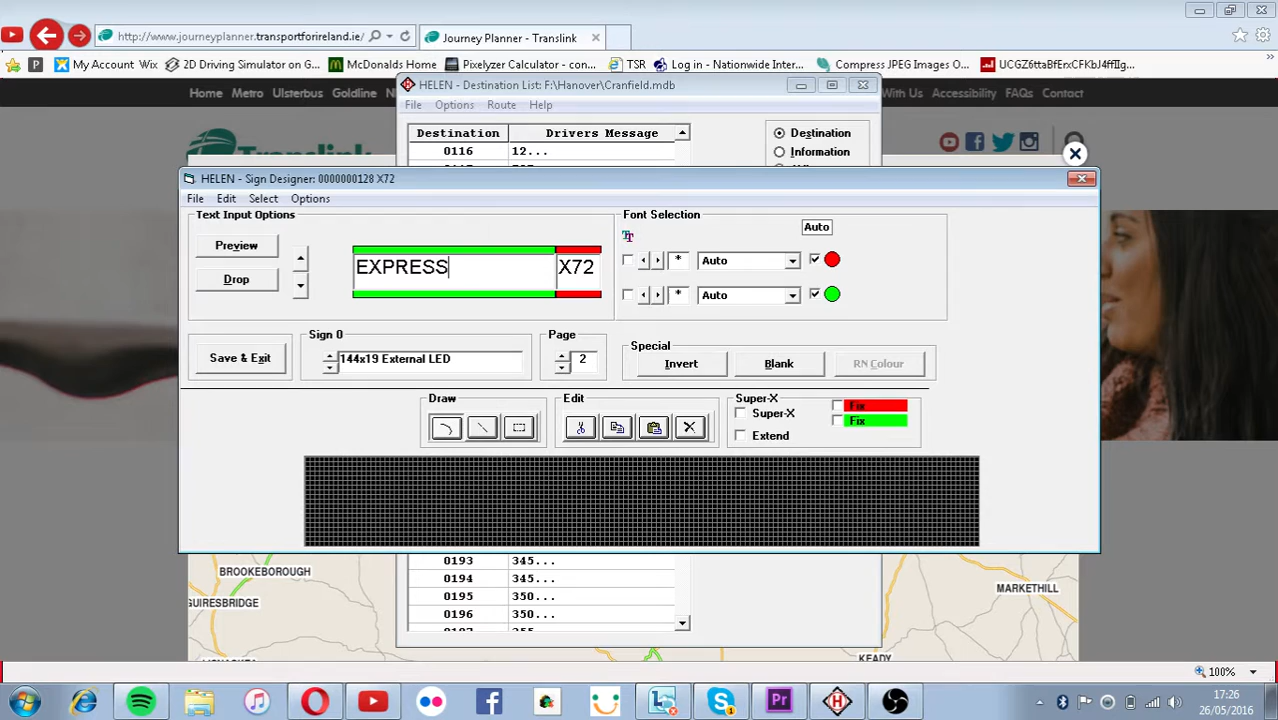 http://www.journeyplanner.transportforireland.ie/
Journey Planner - Translink
My Account Wix
2D Driving Simulator on G...
McDonalds Home
Pixelyzer Calculator - con...
TSR
Log in - Nationwide Inter...
Compress JPEG Images O...
UCGZ6ttaBfErxCFKbJ4ffIIg...
Home Metro Ulsterbus Goldline
With Us Accessibility FAQs Contact
Translink
HELEN - Destination List: F:\Hanover\Cranfield.mdb
File Options Route Help
Destination Drivers Message
0116 12...
Destination
Information
HELEN - Sign Designer: 0000000128 X72
File Edit Select Options
Text Input Options
Preview
Drop
EXPRESS X72
Font Selection
Auto
* Auto
* Auto
Save & Exit
Sign 0
144x19 External LED
Page
2
Special
Invert Blank RN Colour
Draw
Edit
Super-X
Super-X
Extend
Fix
Fix
0193 345...
0194 345...
0195 350...
0196 350...
BROOKEBOROUGH
GUIRESBRIDGE
MARKETHILL
KEADY
100%
17:26
26/05/2016